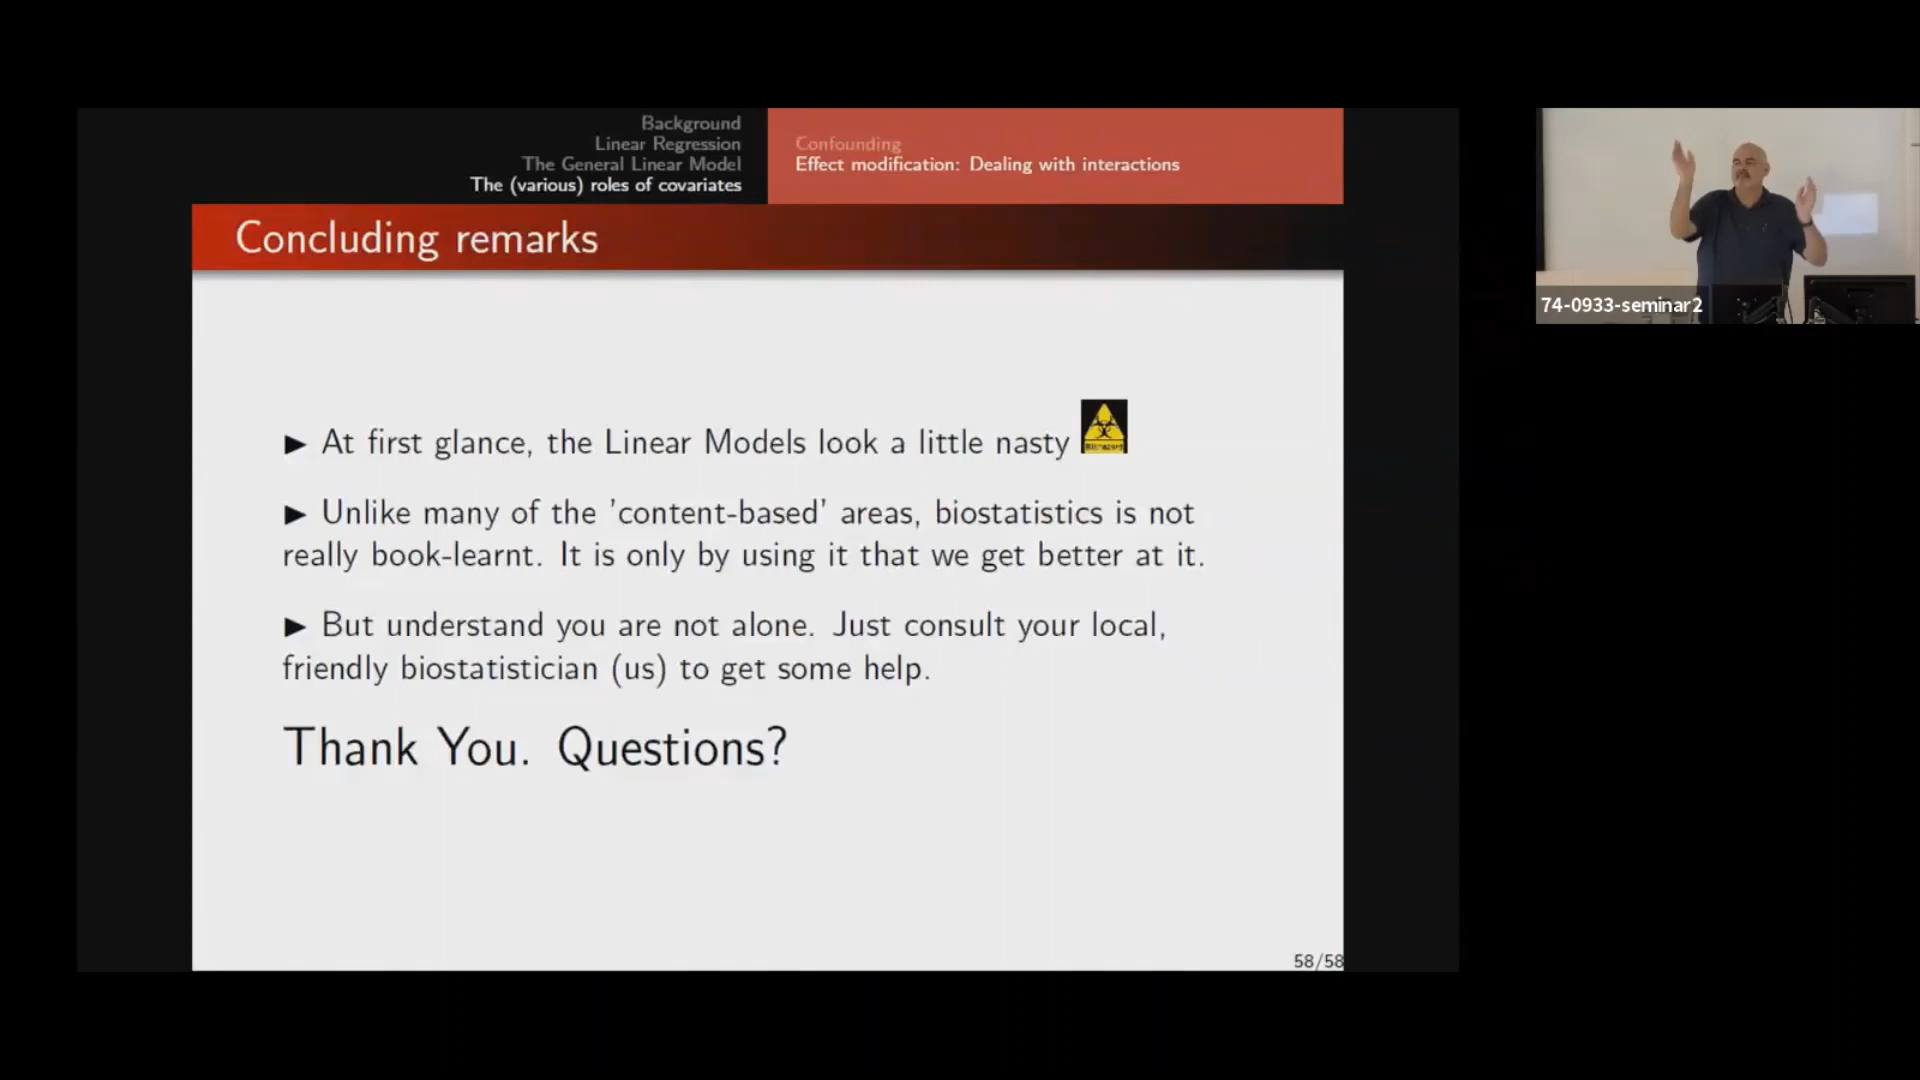 Background
Linear Regression
The General Linear Model
The (various) roles of covariates
Confounding
Effect modification: Dealing with interactions
Concluding remarks
▶ At first glance, the Linear Models look a little nasty
▶ Unlike many of the 'content-based' areas, biostatistics is not
really book-learnt. It is only by using it that we get better at it.
▶ But understand you are not alone. Just consult your local,
friendly biostatistician (us) to get some help.
Thank You. Questions?
58/58
74-0933-seminar2